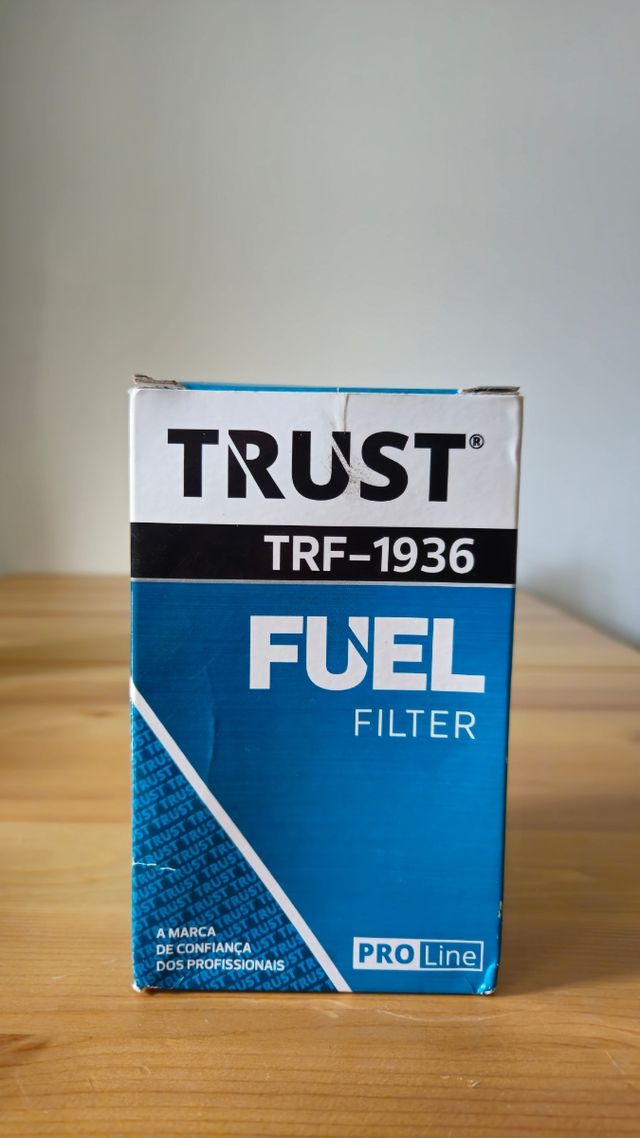 TRUST®
TRF-1936
FUEL
FILTER
A MARCA
DE CONFIANÇA
DOS PROFISSIONAIS
PRO Line